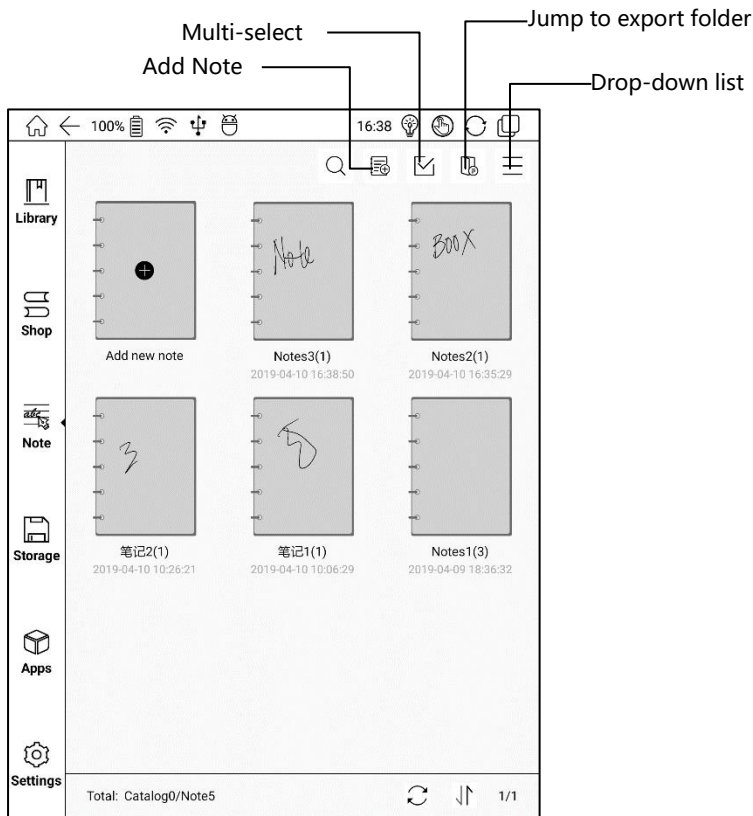 Jump to export folder
Multi-select
Add Note
Drop-down list
100%
16:38
Library
Shop
Note
Storage
Apps
Settings
Add new note
Note
Notes3(1)
2019-04-10 16:38:50
BOOX
Notes2(1)
2019-04-10 16:35:29
abc
3
笔记2(1)
2019-04-10 10:26:21
笔记1(1)
2019-04-10 10:06:29
Notes1(3)
2019-04-09 18:36:32
Total: Catalog0/Note5
1/1